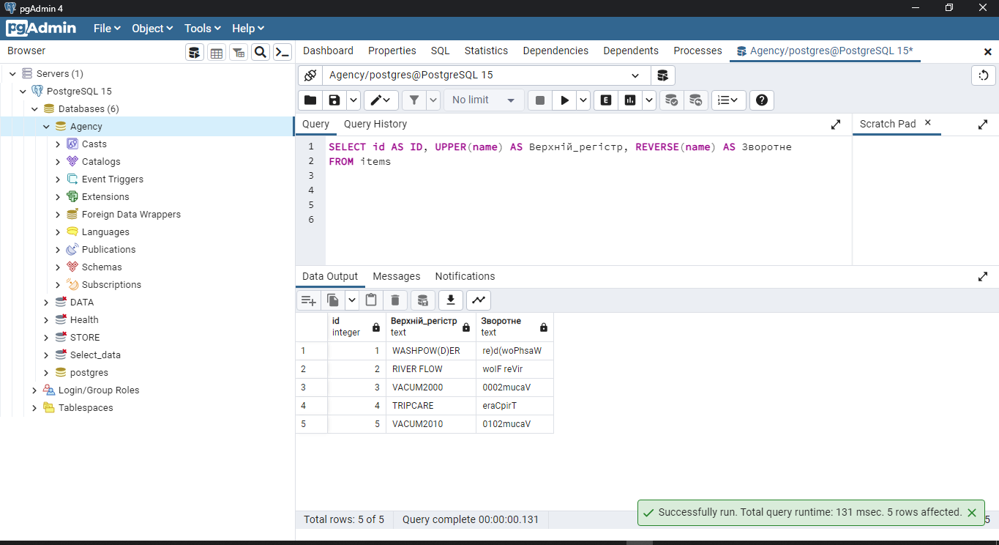 pgAdmin 4
pgAdmin File Object Tools Help
Browser
Dashboard Properties SQL Statistics Dependencies Dependents Processes Agency/postgres@PostgreSQL 15*
Servers (1)
PostgreSQL 15
Databases (6)
Agency
Casts
Catalogs
Event Triggers
Extensions
Foreign Data Wrappers
Languages
Publications
Schemas
Subscriptions
DATA
Health
STORE
Select_data
postgres
Login/Group Roles
Tablespaces
Agency/postgres@PostgreSQL 15
No limit
E
Query Query History
Scratch Pad
1 SELECT id AS ID, UPPER(name) AS Верхній_регістр, REVERSE(name) AS Зворотне
2 FROM items
3
4
5
6
Data Output Messages Notifications
id Верхній_регістр Зворотне
integer text text
1 1 WASHPOW(D)ER re)d(woPhsaW
2 2 RIVER FLOW wolF reVir
3 3 VACUM2000 0002mucaV
4 4 TRIPCARE eraCpirT
5 5 VACUM2010 0102mucaV
Successfully run. Total query runtime: 131 msec. 5 rows affected.
Total rows: 5 of 5 Query complete 00:00:00.131 5